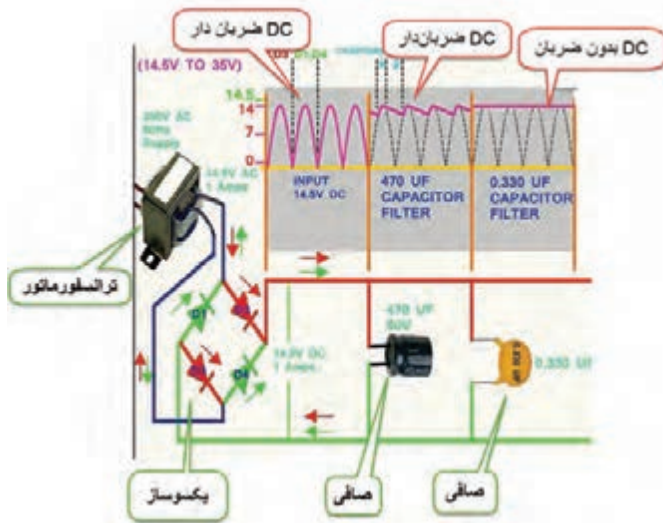 DC ضربان دار
DC ضربان‌دار
DC بدون ضربان
(14.5V TO 35V)
14.5
14
7
0
AC
Supply
14.5V AC
1 Amps
INPUT
14.5V DC
470 UF
CAPACITOR
FILTER
0.330 UF
CAPACITOR
FILTER
ترانسفورماتور
D1
D4
14.5V DC
1 Amps
470 UF
50V
0.330 UF
یکسوساز
صافی
صافی